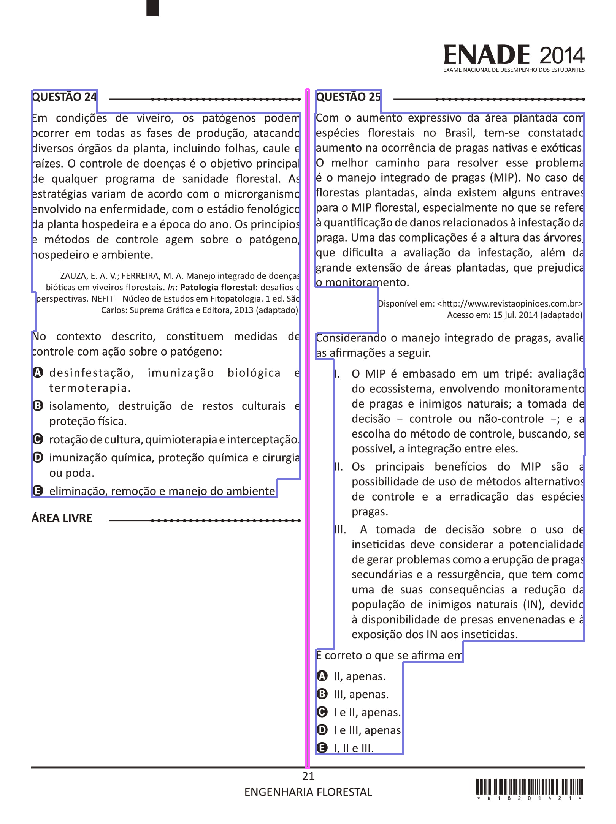 ENADE 2014
EXAME NACIONAL DE DESEMPENHO DOS ESTUDANTES
QUESTÃO 24
Em condições de viveiro, os patógenos podem
ocorrer em todas as fases de produção, atacando
diversos órgãos da planta, incluindo folhas, caule e
raízes. O controle de doenças é o objetivo principal
de qualquer programa de sanidade florestal. As
estratégias variam de acordo com o microrganismo
envolvido na enfermidade, com o estádio fenológico
da planta hospedeira e a época do ano. Os princípios
e métodos de controle agem sobre o patógeno,
hospedeiro e ambiente.
ZAUZA, E. A. V.; FERREIRA, M. A. Manejo integrado de doenças
bióticas em viveiros florestais. In: Patologia florestal: desafios e
perspectivas. NEFIT – Núcleo de Estudos em Fitopatologia. 1 ed. São
Carlos: Suprema Gráfica e Editora, 2013 (adaptado).
No contexto descrito, constituem medidas de
controle com ação sobre o patógeno:
A desinfestação, imunização biológica e
termoterapia.
B isolamento, destruição de restos culturais e
proteção física.
C rotação de cultura, quimioterapia e interceptação.
D imunização química, proteção química e cirurgia
ou poda.
E eliminação, remoção e manejo do ambiente.
ÁREA LIVRE
QUESTÃO 25
Com o aumento expressivo da área plantada com
espécies florestais no Brasil, tem-se constatado
aumento na ocorrência de pragas nativas e exóticas.
O melhor caminho para resolver esse problema
é o manejo integrado de pragas (MIP). No caso de
florestas plantadas, ainda existem alguns entraves
para o MIP florestal, especialmente no que se refere
à quantificação de danos relacionados à infestação da
praga. Uma das complicações é a altura das árvores,
que dificulta a avaliação da infestação, além da
grande extensão de áreas plantadas, que prejudica
o monitoramento.
Disponível em: <http://www.revistaopinioes.com.br>.
Acesso em: 15 jul. 2014 (adaptado).
Considerando o manejo integrado de pragas, avalie
as afirmações a seguir.
I. O MIP é embasado em um tripé: avaliação
do ecossistema, envolvendo monitoramento
de pragas e inimigos naturais; a tomada de
decisão – controle ou não-controle –; e a
escolha do método de controle, buscando, se
possível, a integração entre eles.
II. Os principais benefícios do MIP são a
possibilidade de uso de métodos alternativos
de controle e a erradicação das espécies
pragas.
III. A tomada de decisão sobre o uso de
inseticidas deve considerar a potencialidade
de gerar problemas como a erupção de pragas
secundárias e a ressurgência, que tem como
uma de suas consequências a redução da
população de inimigos naturais (IN), devido
à disponibilidade de presas envenenadas e à
exposição dos IN aos inseticidas.
É correto o que se afirma em
A II, apenas.
B III, apenas.
C I e II, apenas.
D I e III, apenas.
E I, II e III.
21
ENGENHARIA FLORESTAL